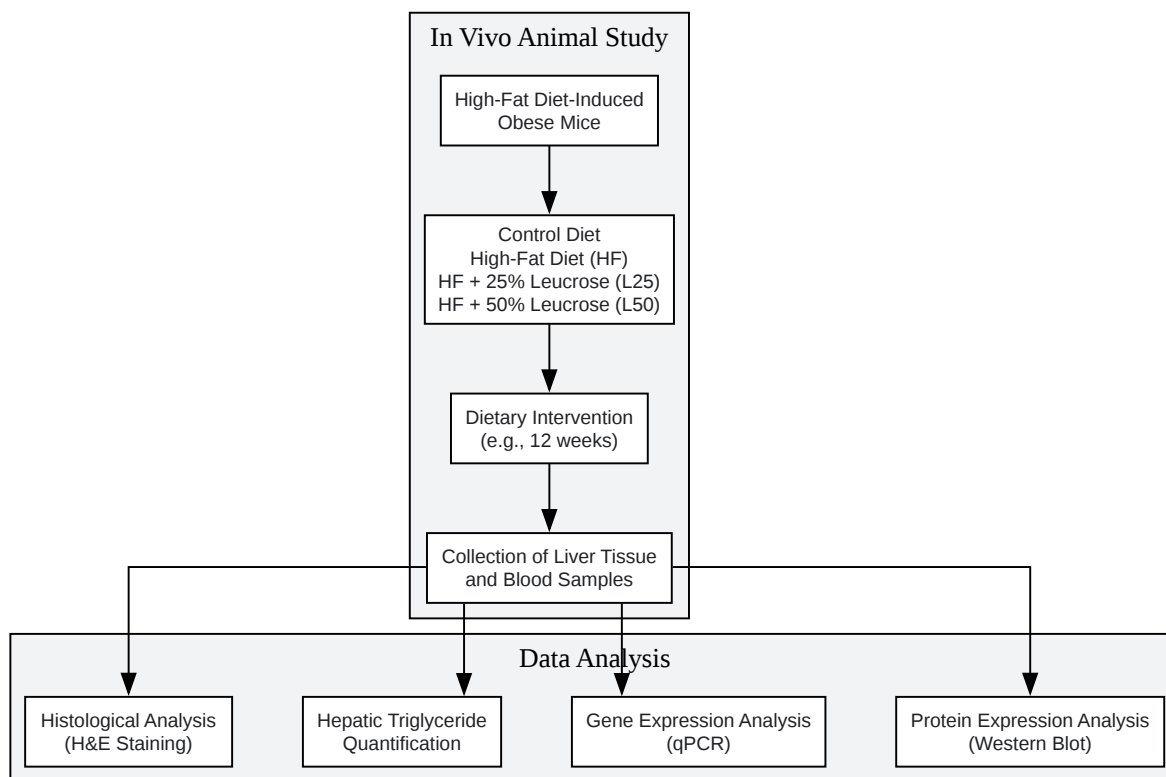 In Vivo Animal Study
High-Fat Diet-Induced
Obese Mice
Control Diet
High-Fat Diet (HF)
HF + 25% Leucrose (L25)
HF + 50% Leucrose (L50)
Dietary Intervention
(e.g., 12 weeks)
Collection of Liver Tissue
and Blood Samples
Data Analysis
Histological Analysis
(H&E Staining)
Hepatic Triglyceride
Quantification
Gene Expression Analysis
(qPCR)
Protein Expression Analysis
(Western Blot)